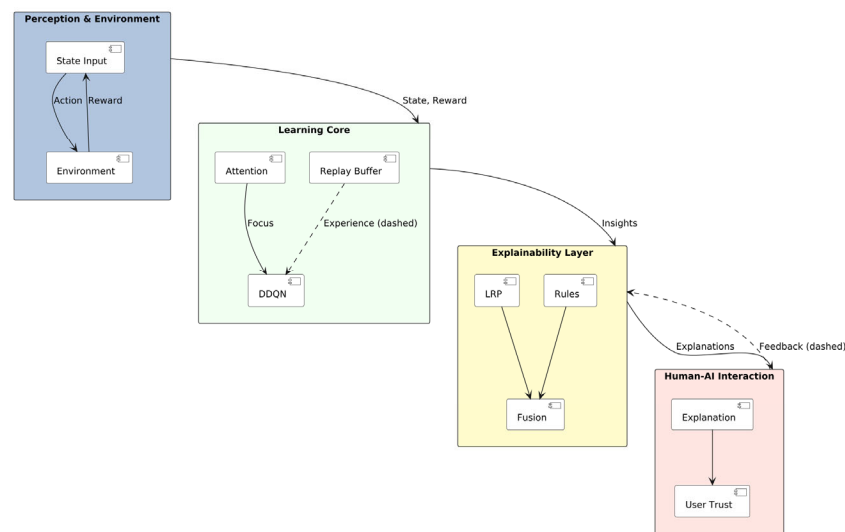 Perception & Environment
State Input
Action
Reward
Environment
State, Reward
Learning Core
Attention
Replay Buffer
Focus
Experience (dashed)
DDQN
Insights
Explainability Layer
LRP
Rules
Fusion
Explanations
Feedback (dashed)
Human-AI Interaction
Explanation
User Trust